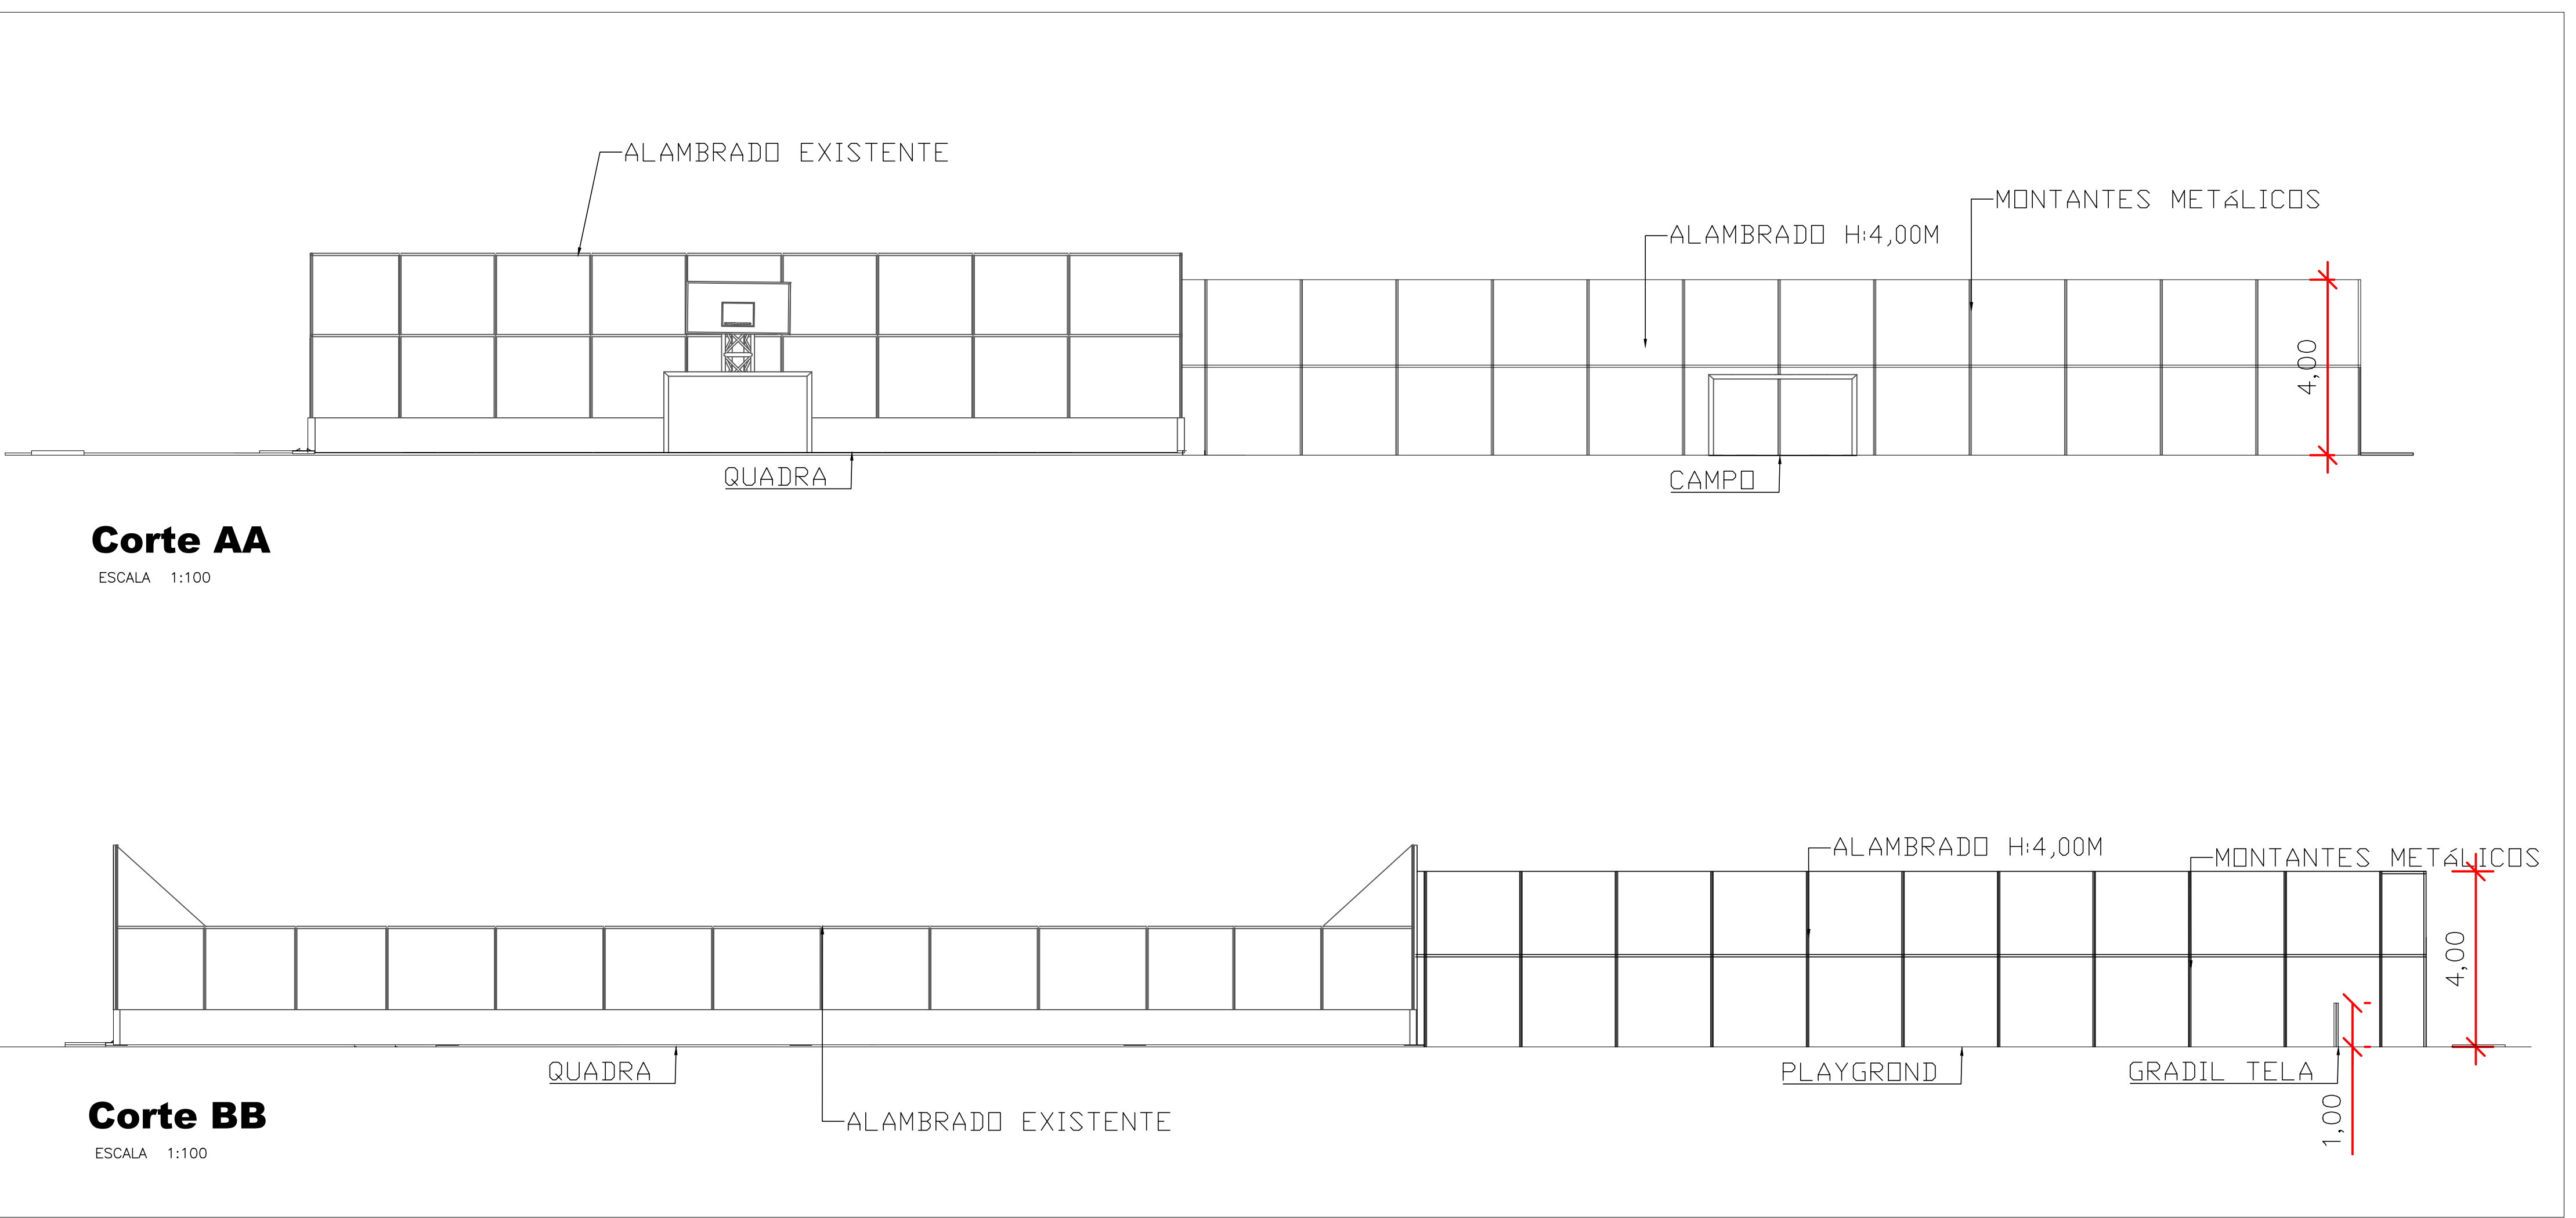 ALAMBRADO EXISTENTE
MONTANTES METáLICOS
ALAMBRADO H:4,00M
4,00
QUADRA
CAMPO
Corte AA
ESCALA 1:100
ALAMBRADO H:4,00M
MONTANTES METáLICOS
4,00
QUADRA
PLAYGROND
GRADIL TELA
1,00
Corte BB
ALAMBRADO EXISTENTE
ESCALA 1:100